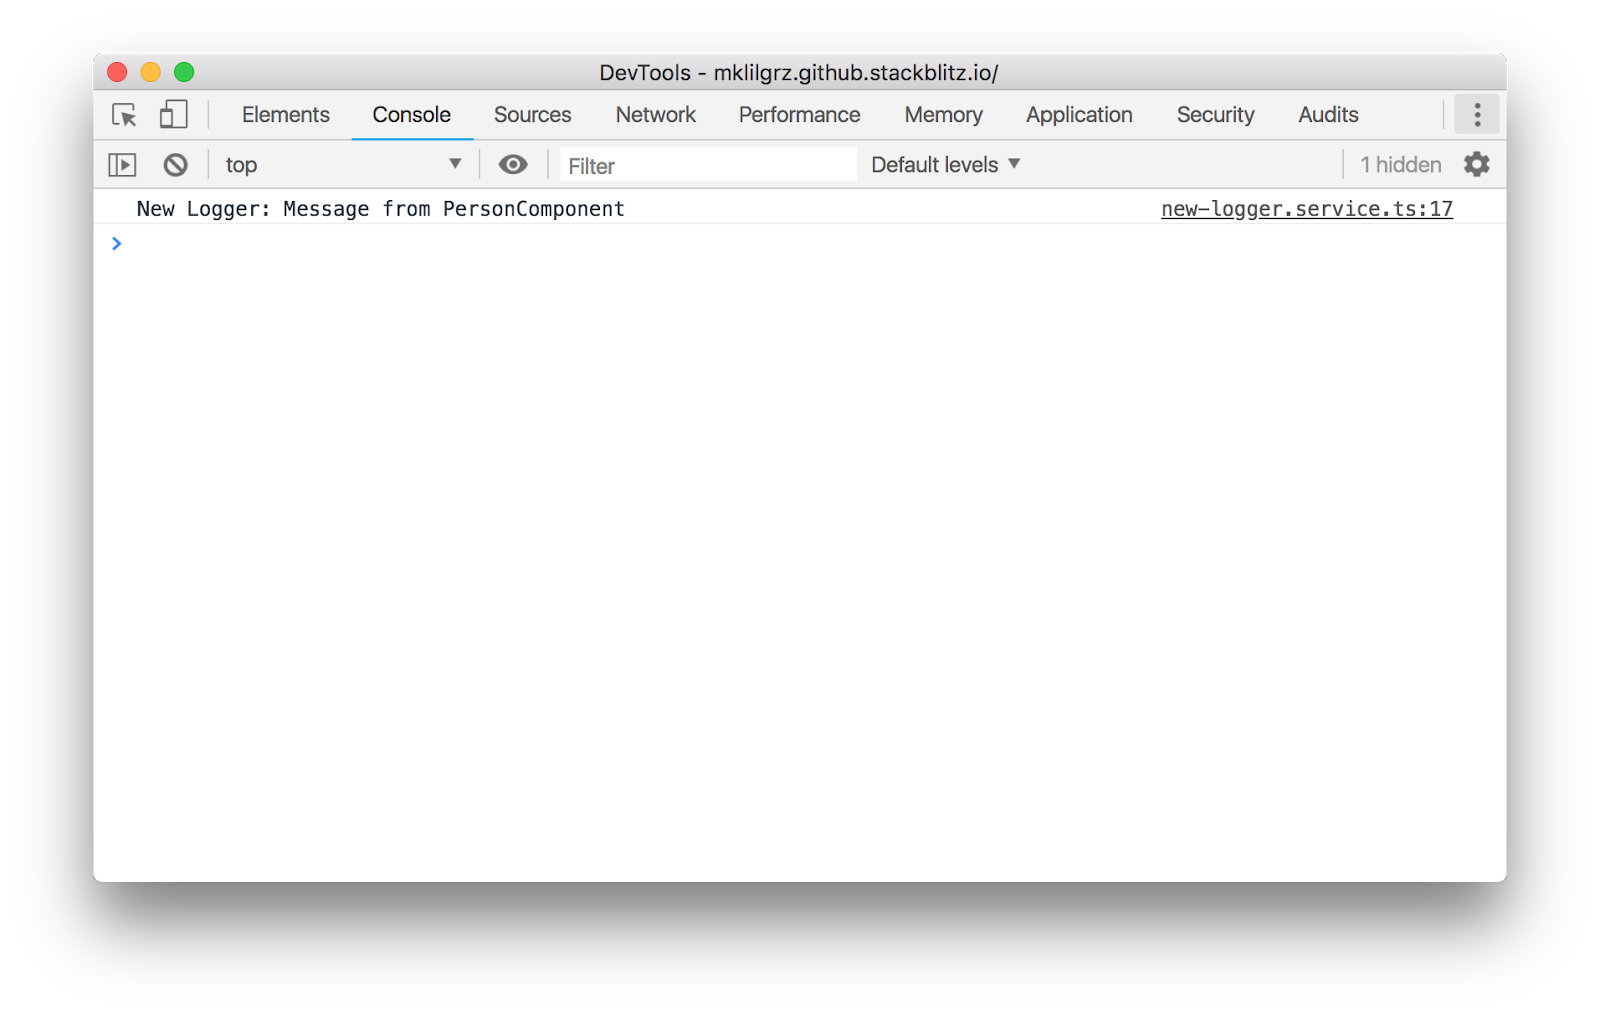 DevTools - mklilgrz.github.stackblitz.io/
Elements Console Sources Network Performance Memory Application Security Audits
top Filter Default levels 1 hidden
New Logger: Message from PersonComponent new-logger.service.ts:17